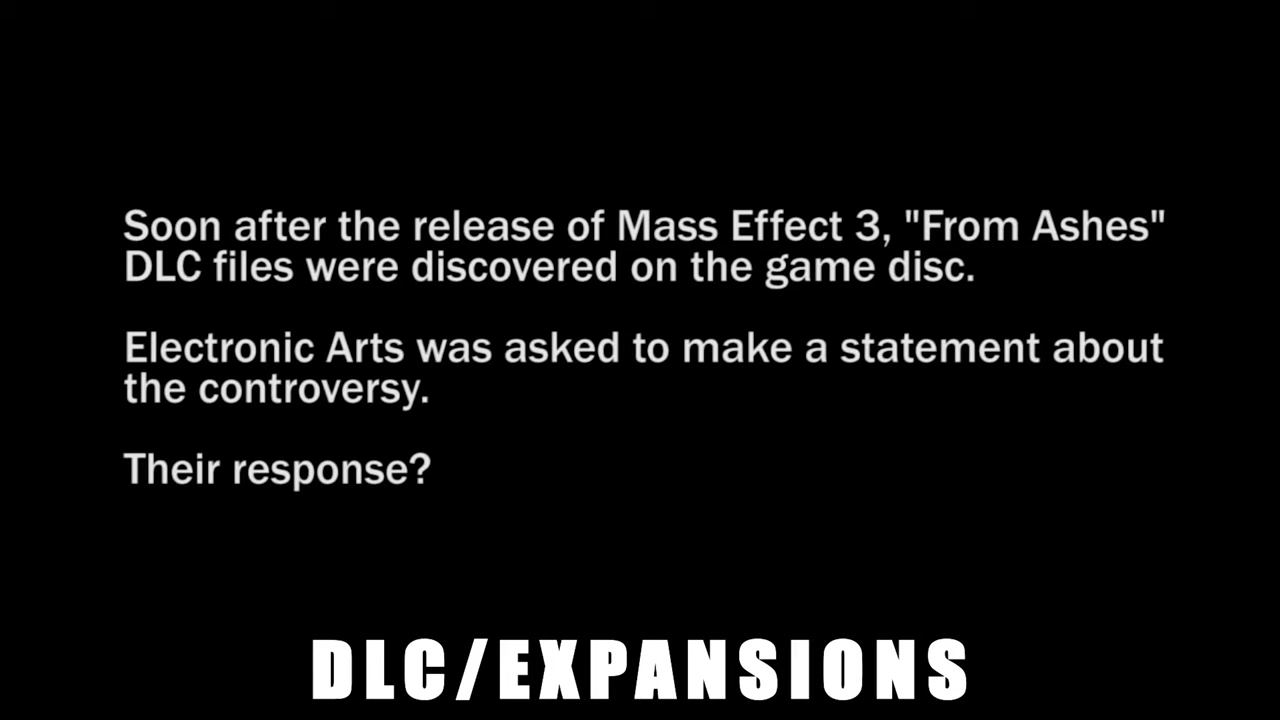 Soon after the release of Mass Effect 3, "From Ashes"
DLC files were discovered on the game disc.
Electronic Arts was asked to make a statement about
the controversy.
Their response?
DLC/EXPANSIONS